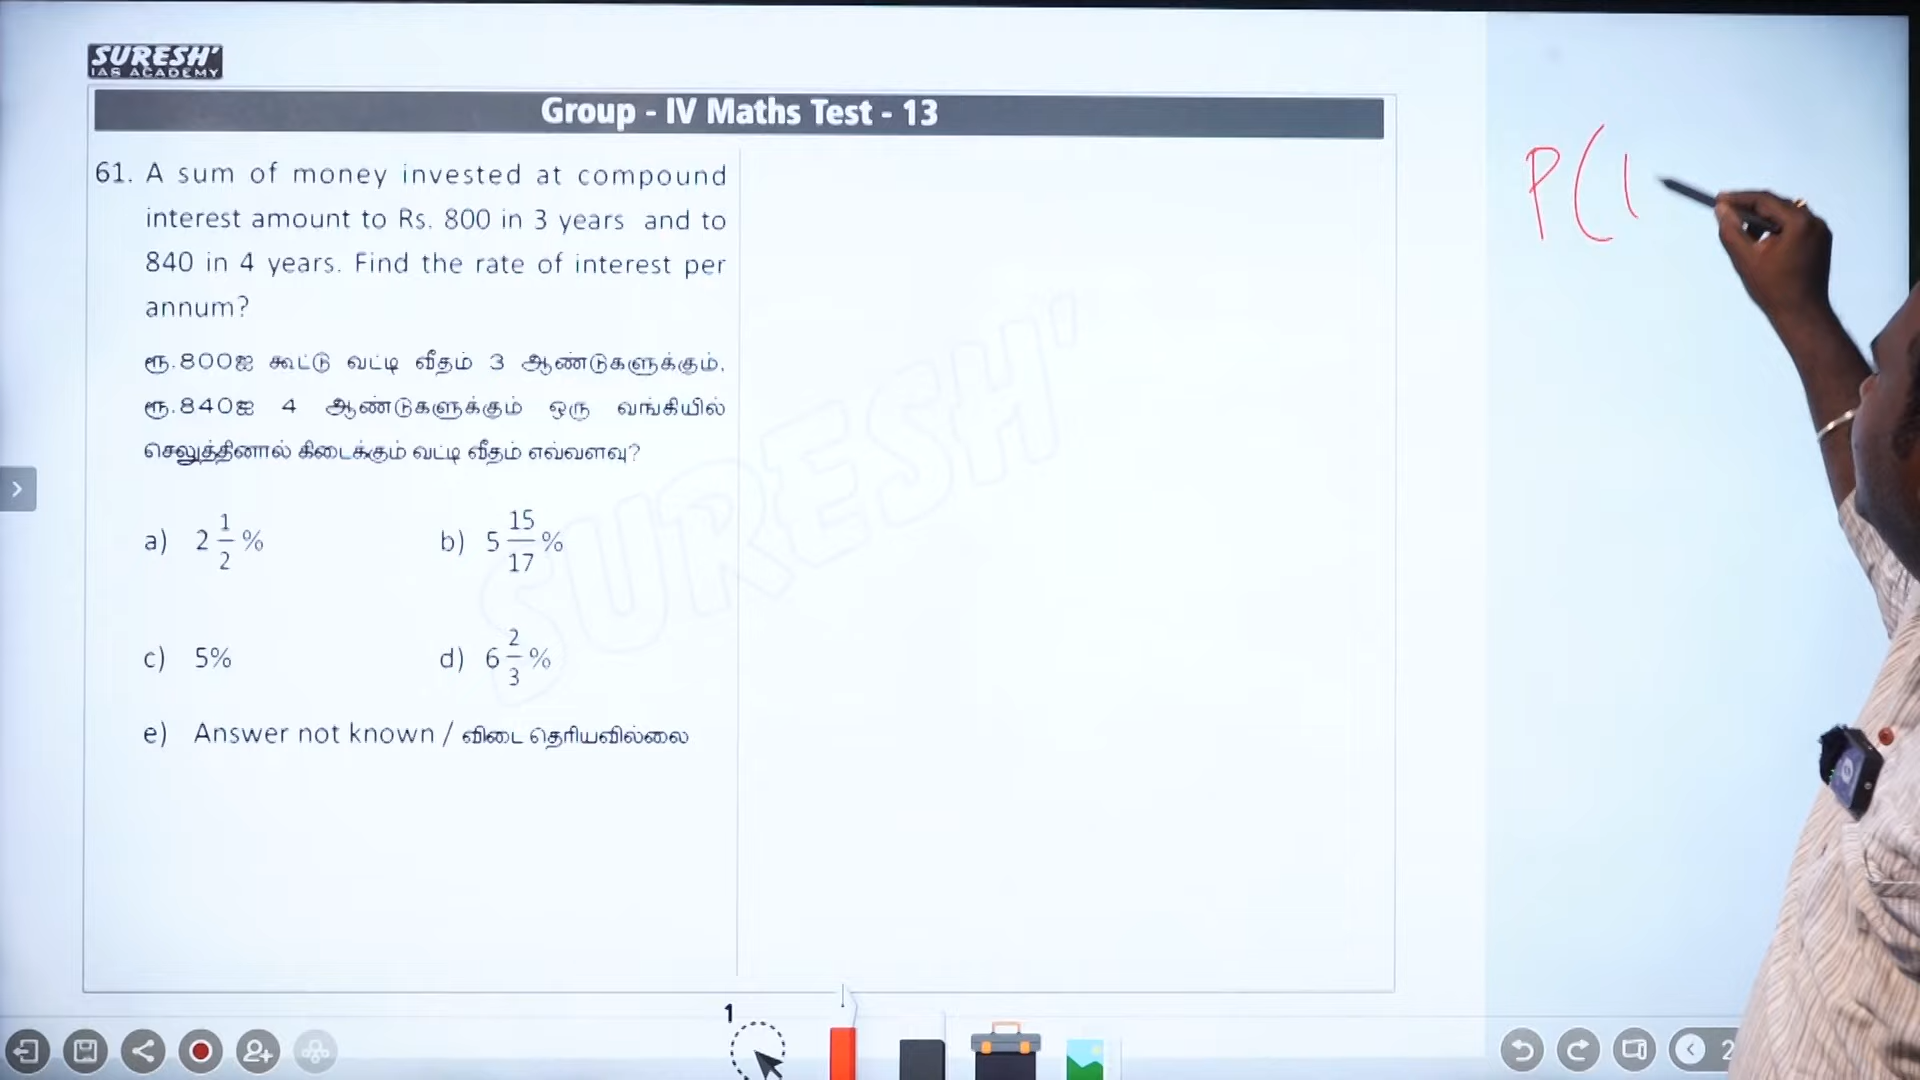 SURESH'
IAS ACADEMY
Group - IV Maths Test - 13
P(1
61. A sum of money invested at compound
interest amount to Rs. 800 in 3 years and to
840 in 4 years. Find the rate of interest per
annum?
ரூ.800ஐ கூட்டு வட்டி வீதம் 3 ஆண்டுகளுக்கும்,
ரூ.840ஐ 4 ஆண்டுகளுக்கும் ஒரு வங்கியில்
செலுத்தினால் கிடைக்கும் வட்டி வீதம் எவ்வளவு?
a) 2 1/2 % b) 5 15/17 %
c) 5% d) 6 2/3 %
e) Answer not known / விடை தெரியவில்லை
SURESH'
1
2